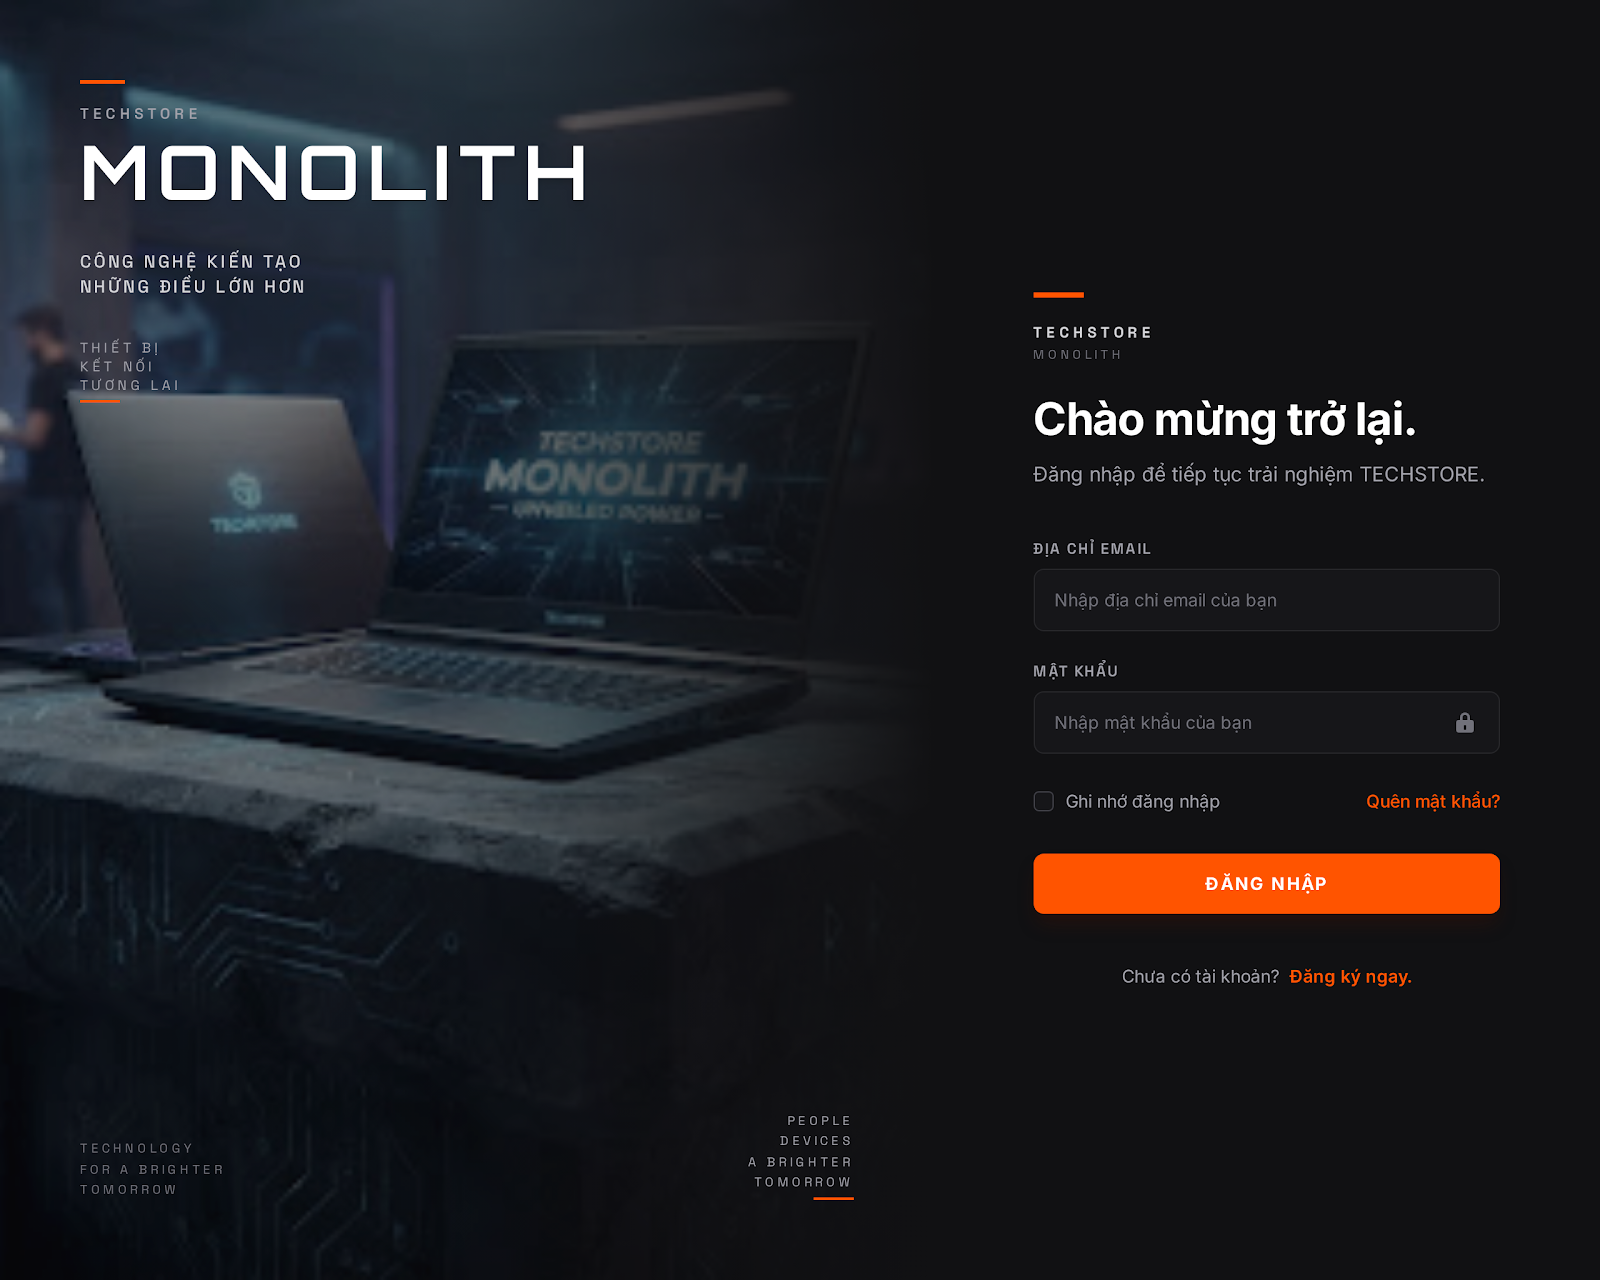 TECHSTORE
MONOLITH
CÔNG NGHỆ KIẾN TẠO
NHỮNG ĐIỀU LỚN HƠN
THIẾT BỊ
KẾT NỐI
TƯƠNG LAI
TECHSTORE
TECHSTORE
MONOLITH
— UNVEILED POWER —
TECHNOLOGY
FOR A BRIGHTER
TOMORROW
PEOPLE
DEVICES
A BRIGHTER
TOMORROW
TECHSTORE
MONOLITH
Chào mừng trở lại.
Đăng nhập để tiếp tục trải nghiệm TECHSTORE.
ĐỊA CHỈ EMAIL
Nhập địa chỉ email của bạn
MẬT KHẨU
Nhập mật khẩu của bạn
Ghi nhớ đăng nhập
Quên mật khẩu?
ĐĂNG NHẬP
Chưa có tài khoản? Đăng ký ngay.